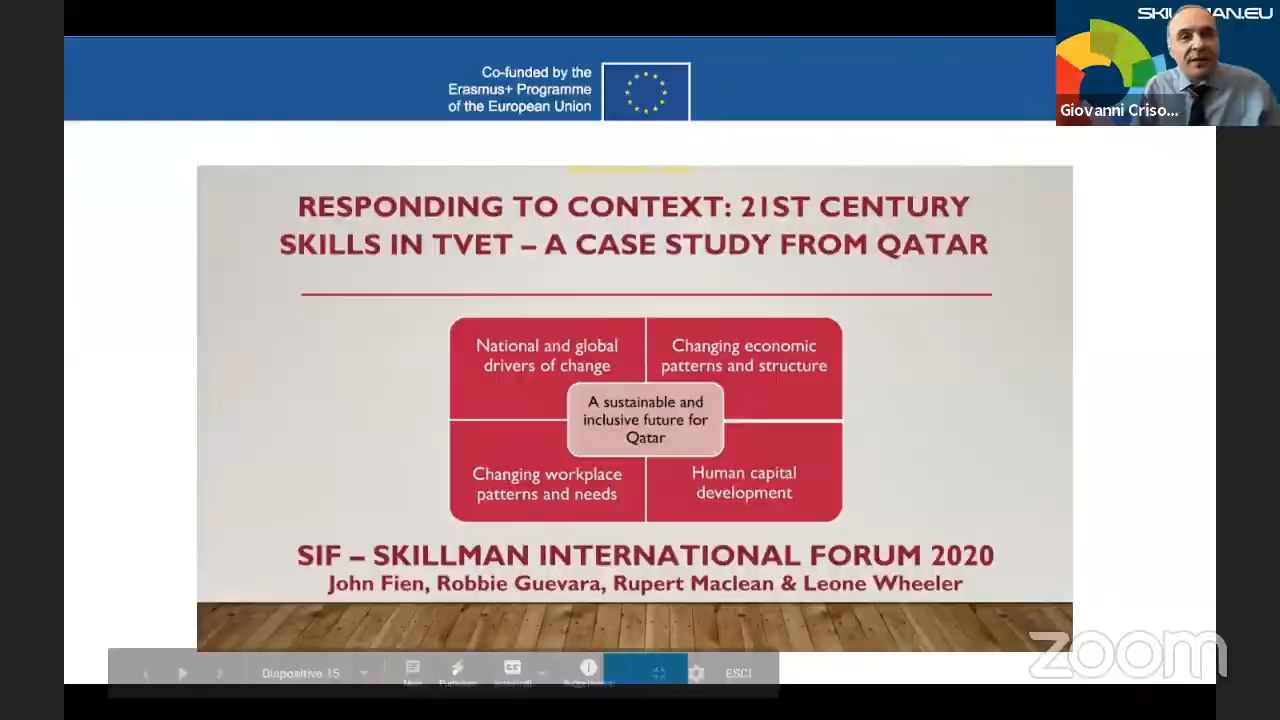 SKILLMAN.EU
Co-funded by the
Erasmus+ Programme
of the European Union
Giovanni Criso...
RESPONDING TO CONTEXT: 21ST CENTURY
SKILLS IN TVET – A CASE STUDY FROM QATAR
National and global
drivers of change
Changing economic
patterns and structure
A sustainable and
inclusive future for
Qatar
Changing workplace
patterns and needs
Human capital
development
SIF – SKILLMAN INTERNATIONAL FORUM 2020
John Fien, Robbie Guevara, Rupert Maclean & Leone Wheeler
zoom
Diapositiva 15
ESCI